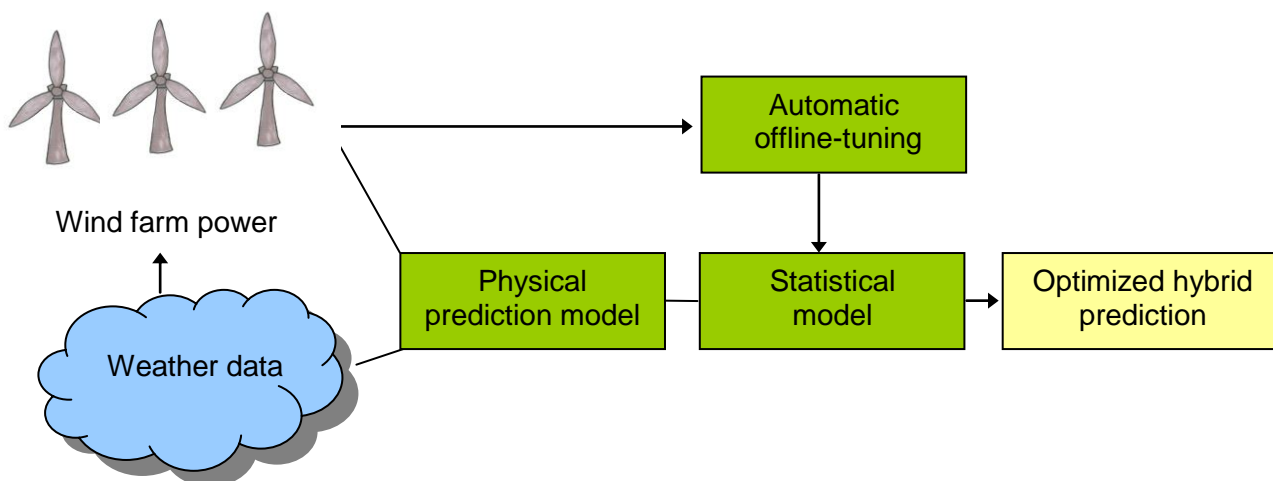 Automatic
offline-tuning
Wind farm power
Physical
prediction model
Statistical
model
Optimized hybrid
prediction
Weather data